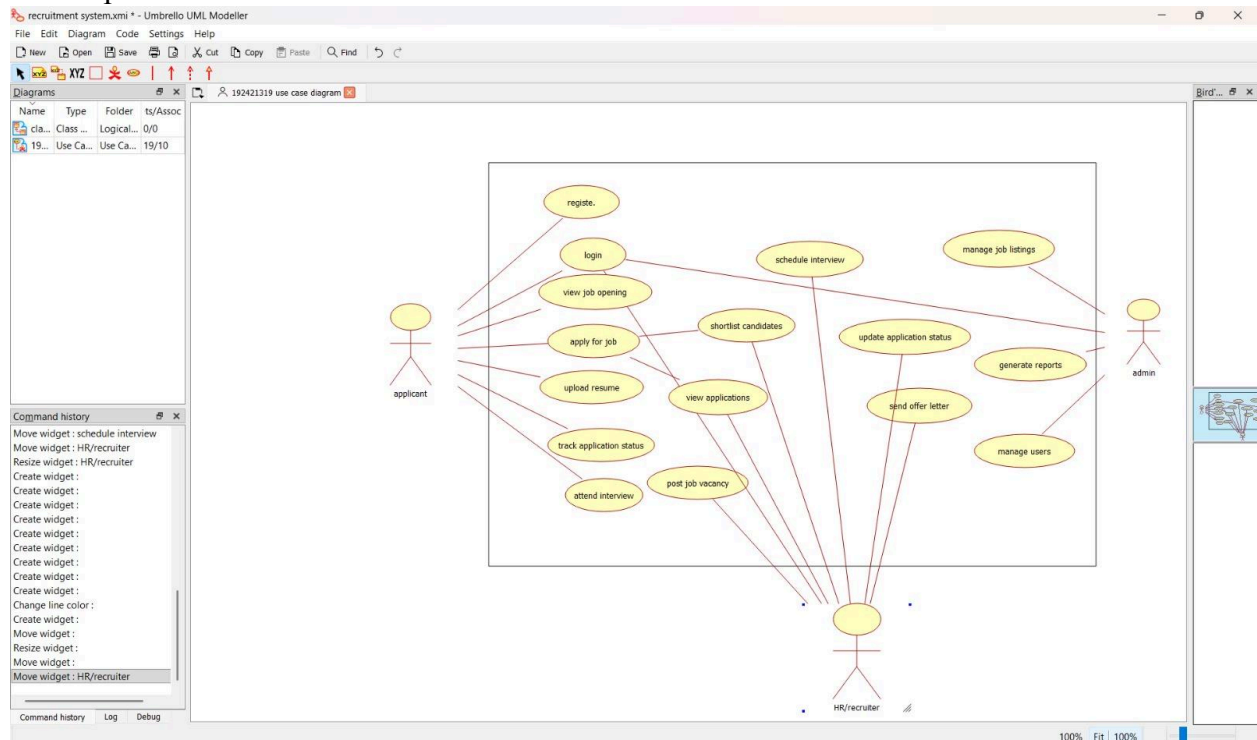 recruitment system.xmi * - Umbrello UML Modeller
File Edit Diagram Code Settings Help
New Open Save Cut Copy Paste Find
XYZ XYZ
Diagrams
192421319 use case diagram
Bird'...
Name Type Folder ts/Assoc
cla... Class ... Logical... 0/0
19... Use Ca... Use Ca... 19/10
registe.
login
schedule interview
manage job listings
view job opening
shortlist candidates
apply for job
update application status
generate reports
admin
applicant
upload resume
view applications
send offer letter
track application status
manage users
post job vacancy
attend interview
HR/recruiter
Command history
Move widget : schedule interview
Move widget : HR/recruiter
Resize widget : HR/recruiter
Create widget :
Create widget :
Create widget :
Create widget :
Create widget :
Create widget :
Create widget :
Create widget :
Create widget :
Change line color :
Create widget :
Move widget :
Resize widget :
Move widget :
Move widget : HR/recruiter
Command history Log Debug
100% Fit 100%